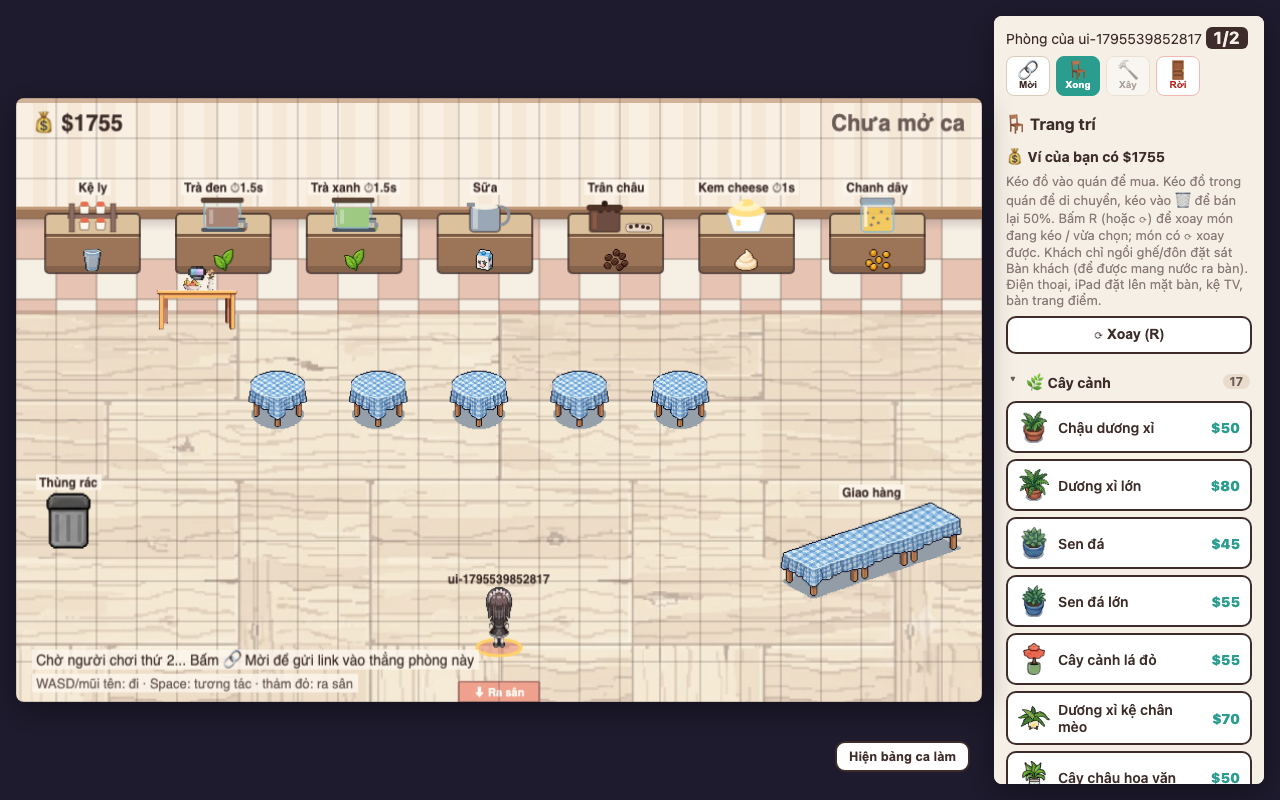 $1755
Chưa mở ca
Kệ ly
Trà đen ⏱1.5s
Trà xanh ⏱1.5s
Sữa
Trân châu
Kem cheese ⏱1s
Chanh dây
Thùng rác
Giao hàng
ui-1795539852817
Chờ người chơi thứ 2... Bấm 🔗 Mời để gửi link vào thẳng phòng này
WASD/mũi tên: đi · Space: tương tác · thảm đỏ: ra sân
⬇ Ra sân
Hiện bảng ca làm
Phòng của ui-1795539852817 1/2
Mời
Xong
Xây
Rời
Trang trí
Ví của bạn có $1755
Kéo đồ vào quán để mua. Kéo đồ trong
quán để di chuyển, kéo vào 🗑️ để bán
lại 50%. Bấm R (hoặc ⟳) để xoay món
đang kéo / vừa chọn; món có ⟳ xoay
được. Khách chỉ ngồi ghế/đôn đặt sát
Bàn khách (để được mang nước ra bàn).
Điện thoại, iPad đặt lên mặt bàn, kệ TV,
bàn trang điểm.
⟳ Xoay (R)
▾ 🌿 Cây cảnh 17
Chậu dương xỉ $50
Dương xỉ lớn $80
Sen đá $45
Sen đá lớn $55
Cây cảnh lá đỏ $55
Dương xỉ kệ chân
mèo $70
Cây chậu hoa văn $50